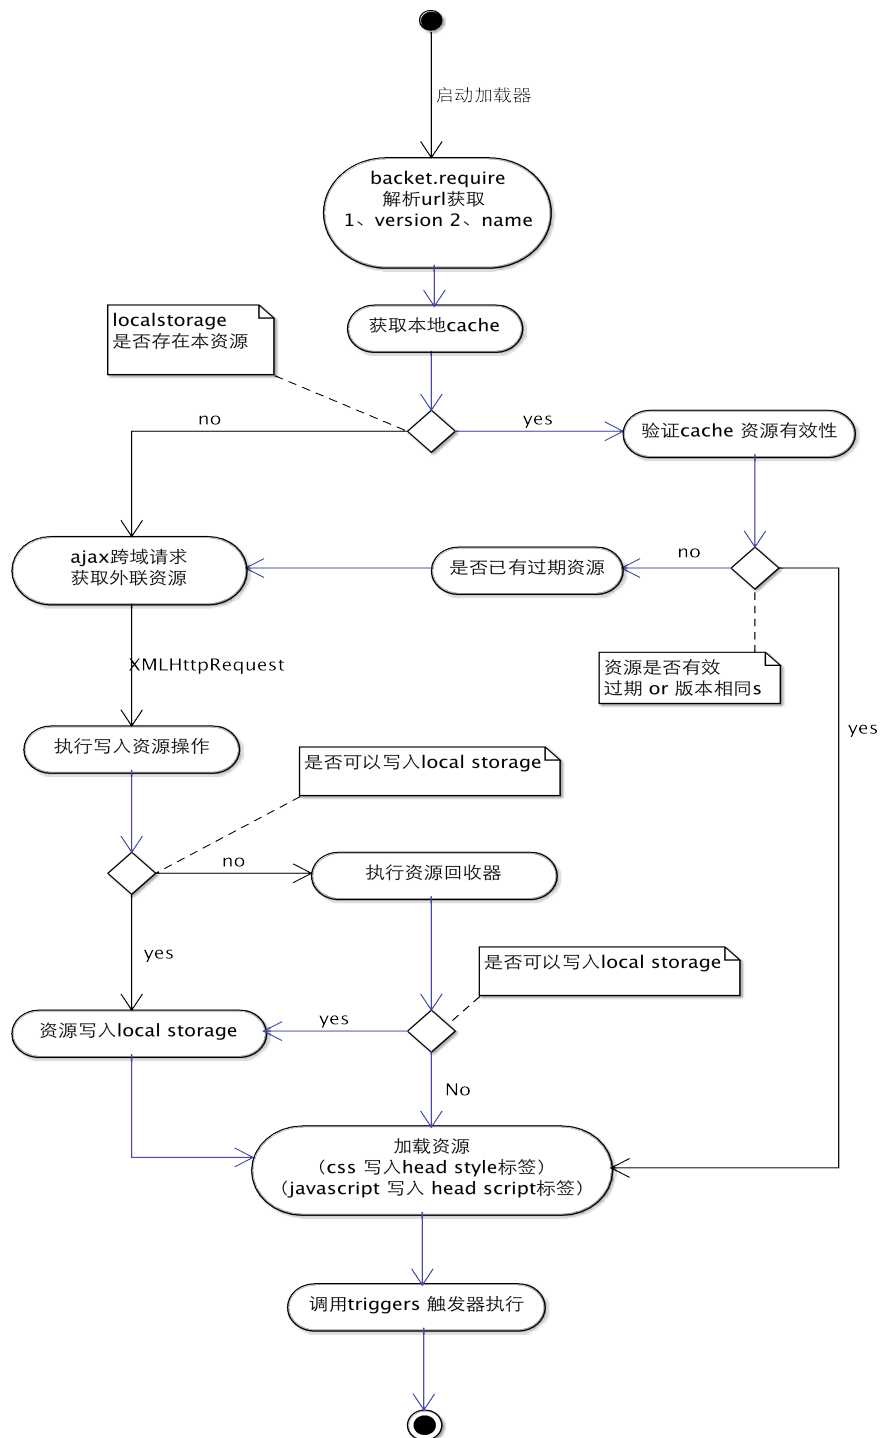 启动加载器
backet.require
解析url获取
1、version 2、name
localstorage
是否存在本资源
获取本地cache
no
yes
验证cache 资源有效性
ajax跨域请求
获取外联资源
是否已有过期资源
no
资源是否有效
过期 or 版本相同s
XMLHttpRequest
yes
执行写入资源操作
是否可以写入local storage
no
执行资源回收器
yes
是否可以写入local storage
资源写入local storage
yes
No
加载资源
（css 写入head style标签）
（javascript 写入 head script标签）
调用triggers 触发器执行